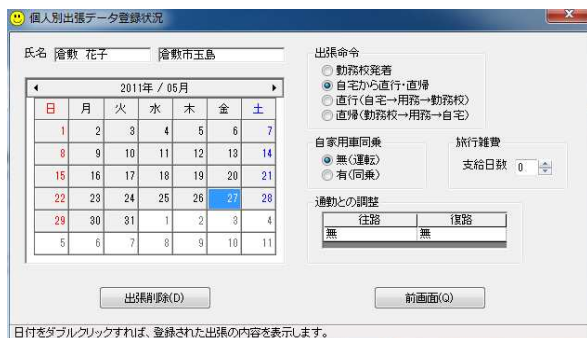 個人別出張データ登録状況
氏名 倉敷 花子 倉敷市玉島
2011年 / 05月
日 月 火 水 木 金 土
1 2 3 4 5 6 7
8 9 10 11 12 13 14
15 16 17 18 19 20 21
22 23 24 25 26 27 28
29 30 31 1 2 3 4
5 6 7 8 9 10 11
出張命令
勤務校発着
自宅から直行・直帰
直行(自宅→用務→勤務校)
直帰(勤務校→用務→自宅)
自家用車同乗
無(運転)
有(同乗)
旅行雑費
支給日数 0
通勤との調整
往路 復路
無 無
出張削除(D)
前画面(Q)
日付をダブルクリックすれば、登録された出張の内容を表示します。